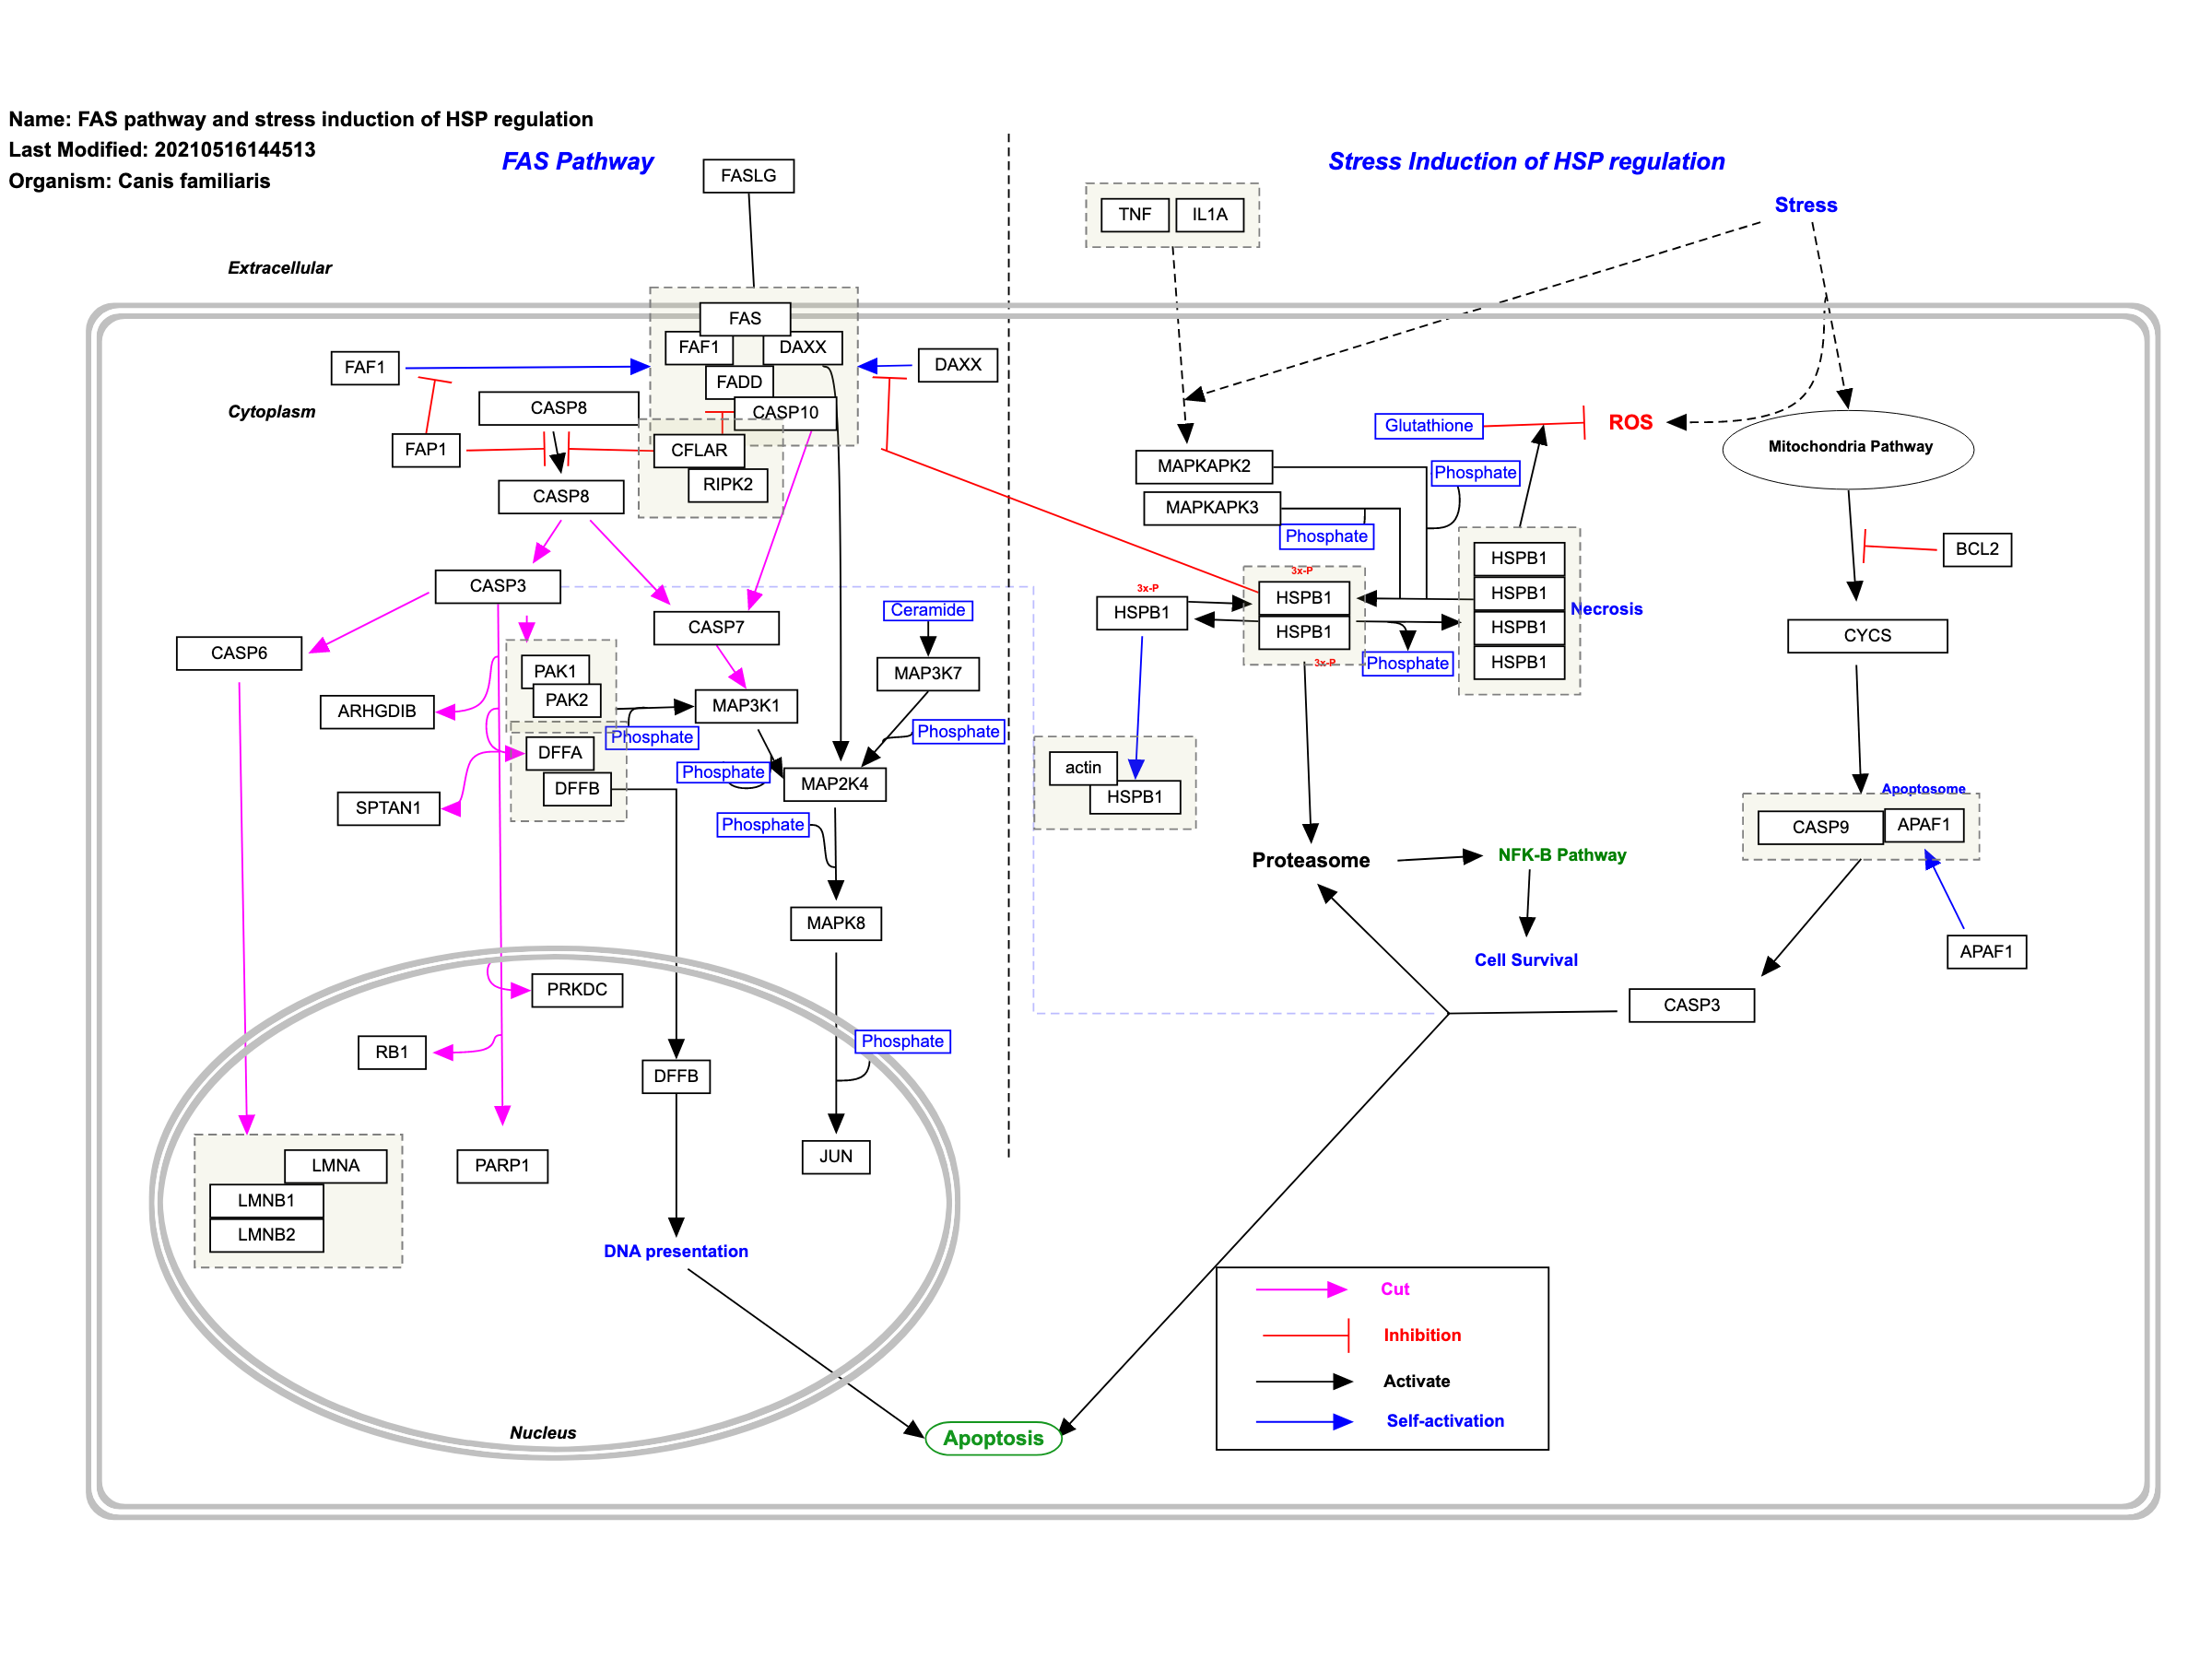 Name: FAS pathway and stress induction of HSP regulation
Last Modified: 20210516144513
Organism: Canis familiaris
FAS Pathway
Stress Induction of HSP regulation
FASLG
TNF
IL1A
Stress
Extracellular
FAS
FAF1
DAXX
FAF1
DAXX
FADD
CASP8
CASP10
Cytoplasm
Glutathione
ROS
FAP1
CFLAR
Mitochondria Pathway
MAPKAPK2
Phosphate
RIPK2
CASP8
MAPKAPK3
Phosphate
BCL2
HSPB1
3x-P
CASP3
3x-P
HSPB1
HSPB1
Ceramide
HSPB1
Necrosis
CASP7
HSPB1
HSPB1
CYCS
CASP6
3x-P
Phosphate
HSPB1
PAK1
MAP3K7
PAK2
MAP3K1
ARHGDIB
Phosphate
Phosphate
DFFA
actin
Phosphate
MAP2K4
DFFB
HSPB1
Apoptosome
SPTAN1
Phosphate
CASP9
APAF1
Proteasome
NFK-B Pathway
MAPK8
APAF1
Cell Survival
PRKDC
CASP3
Phosphate
RB1
DFFB
JUN
LMNA
PARP1
LMNB1
LMNB2
DNA presentation
Cut
Inhibition
Activate
Self-activation
Nucleus
Apoptosis